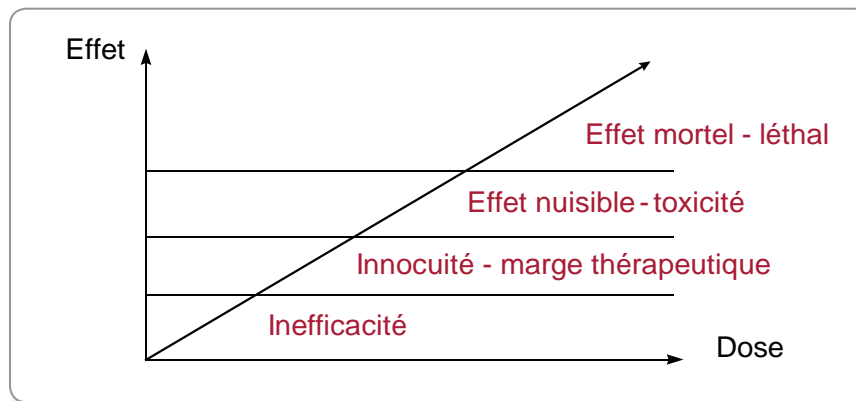 Effet
Effet mortel - léthal
Effet nuisible - toxicité
Innocuité - marge thérapeutique
Inefficacité
Dose